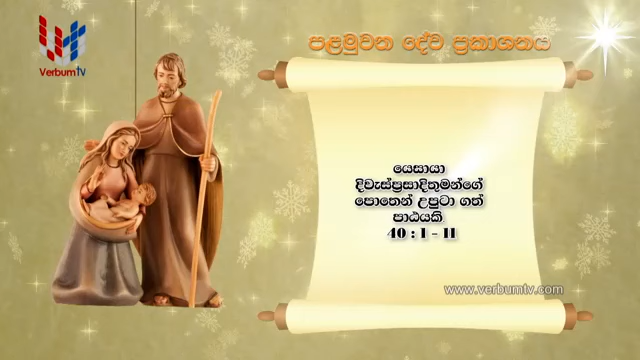 VerbumTV
පළමුවන දේව ප්‍රකාශනය
යෙසායා
දිවැස්ප්‍රසාදිතුමන්ගේ
පොතෙන් උපුටා ගත්
පාඨයකි
40 : 1 - 11
www.verbumtv.com